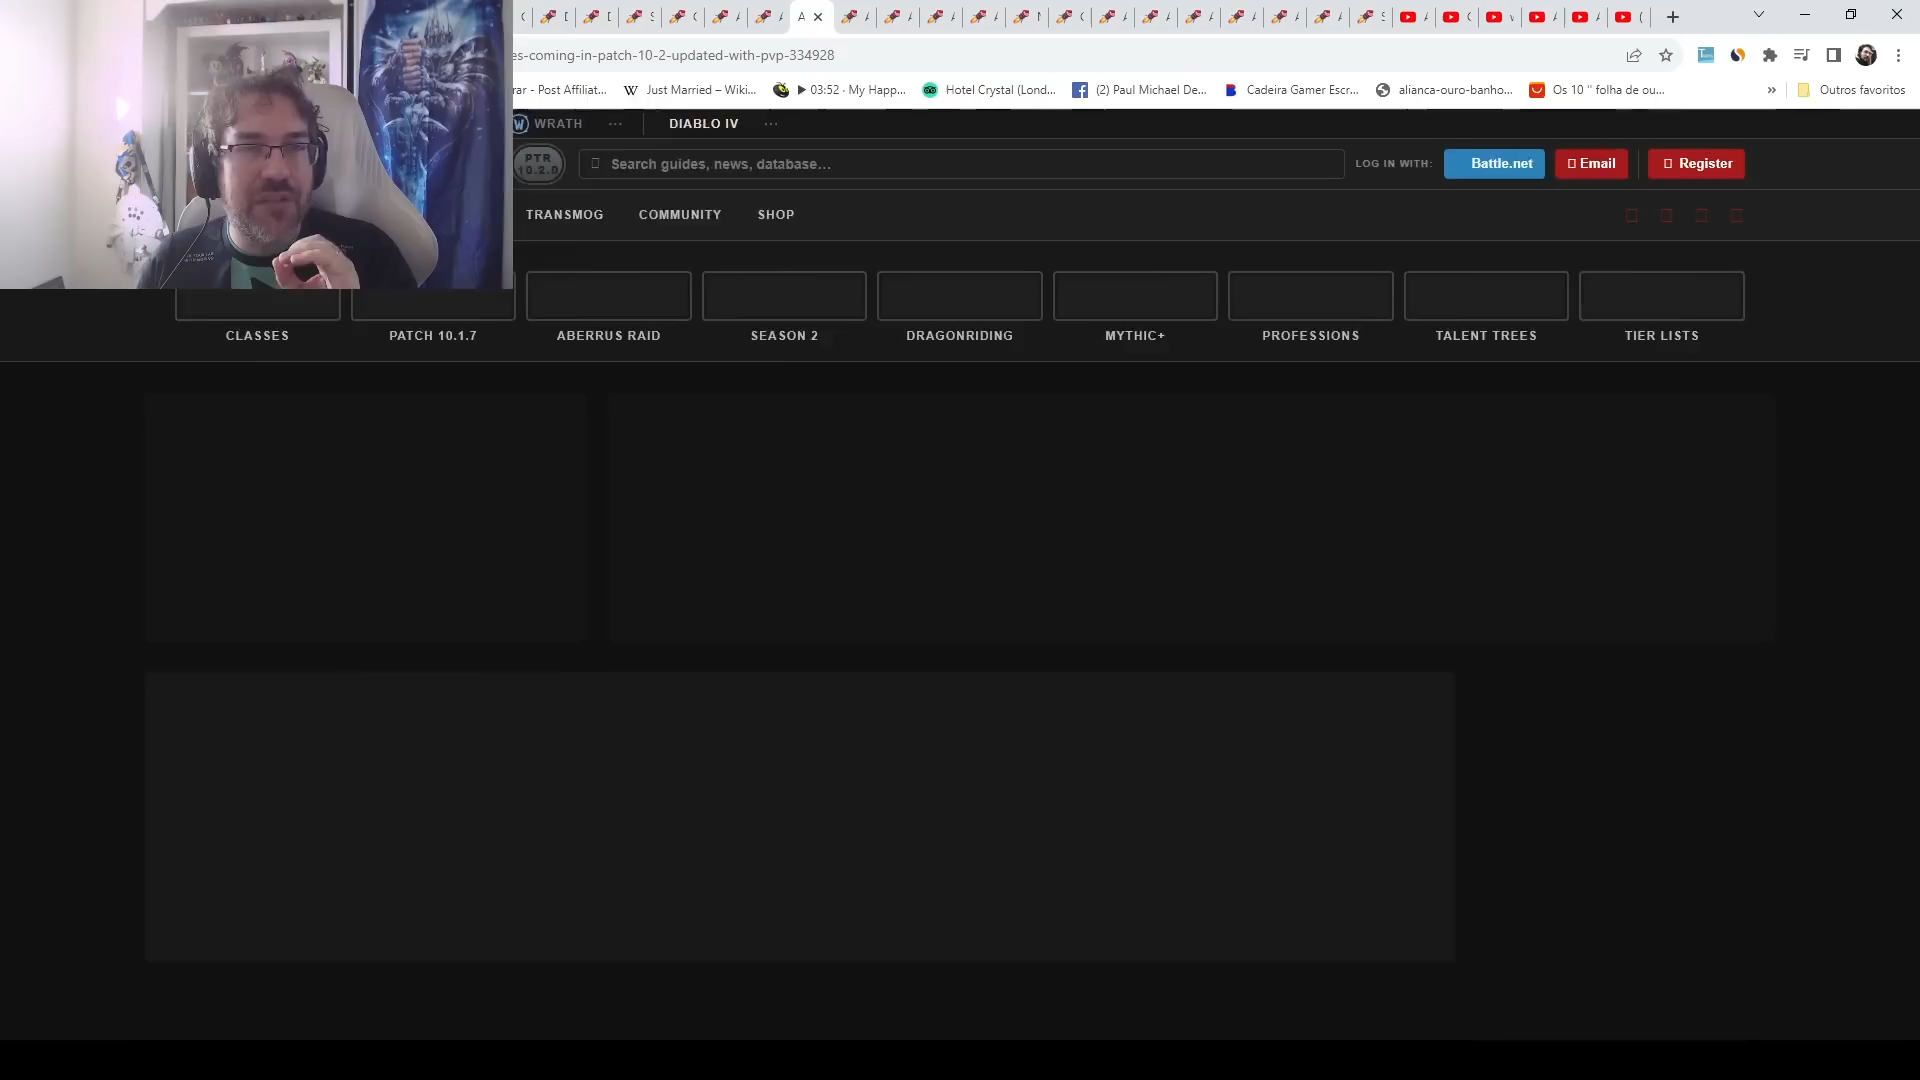 es-coming-in-patch-10-2-updated-with-pvp-334928
rar - Post Affiliat...
Just Married – Wiki...
▶ 03:52 · My Happ...
Hotel Crystal (Lond...
(2) Paul Michael De...
Cadeira Gamer Escr...
alianca-ouro-banho...
Os 10 " folha de ou...
»
Outros favoritos
WRATH ...
DIABLO IV ...
PTR
10.2.0
Search guides, news, database...
LOG IN WITH:
Battle.net
Email
Register
TRANSMOG
COMMUNITY
SHOP
CLASSES
PATCH 10.1.7
ABERRUS RAID
SEASON 2
DRAGONRIDING
MYTHIC+
PROFESSIONS
TALENT TREES
TIER LISTS